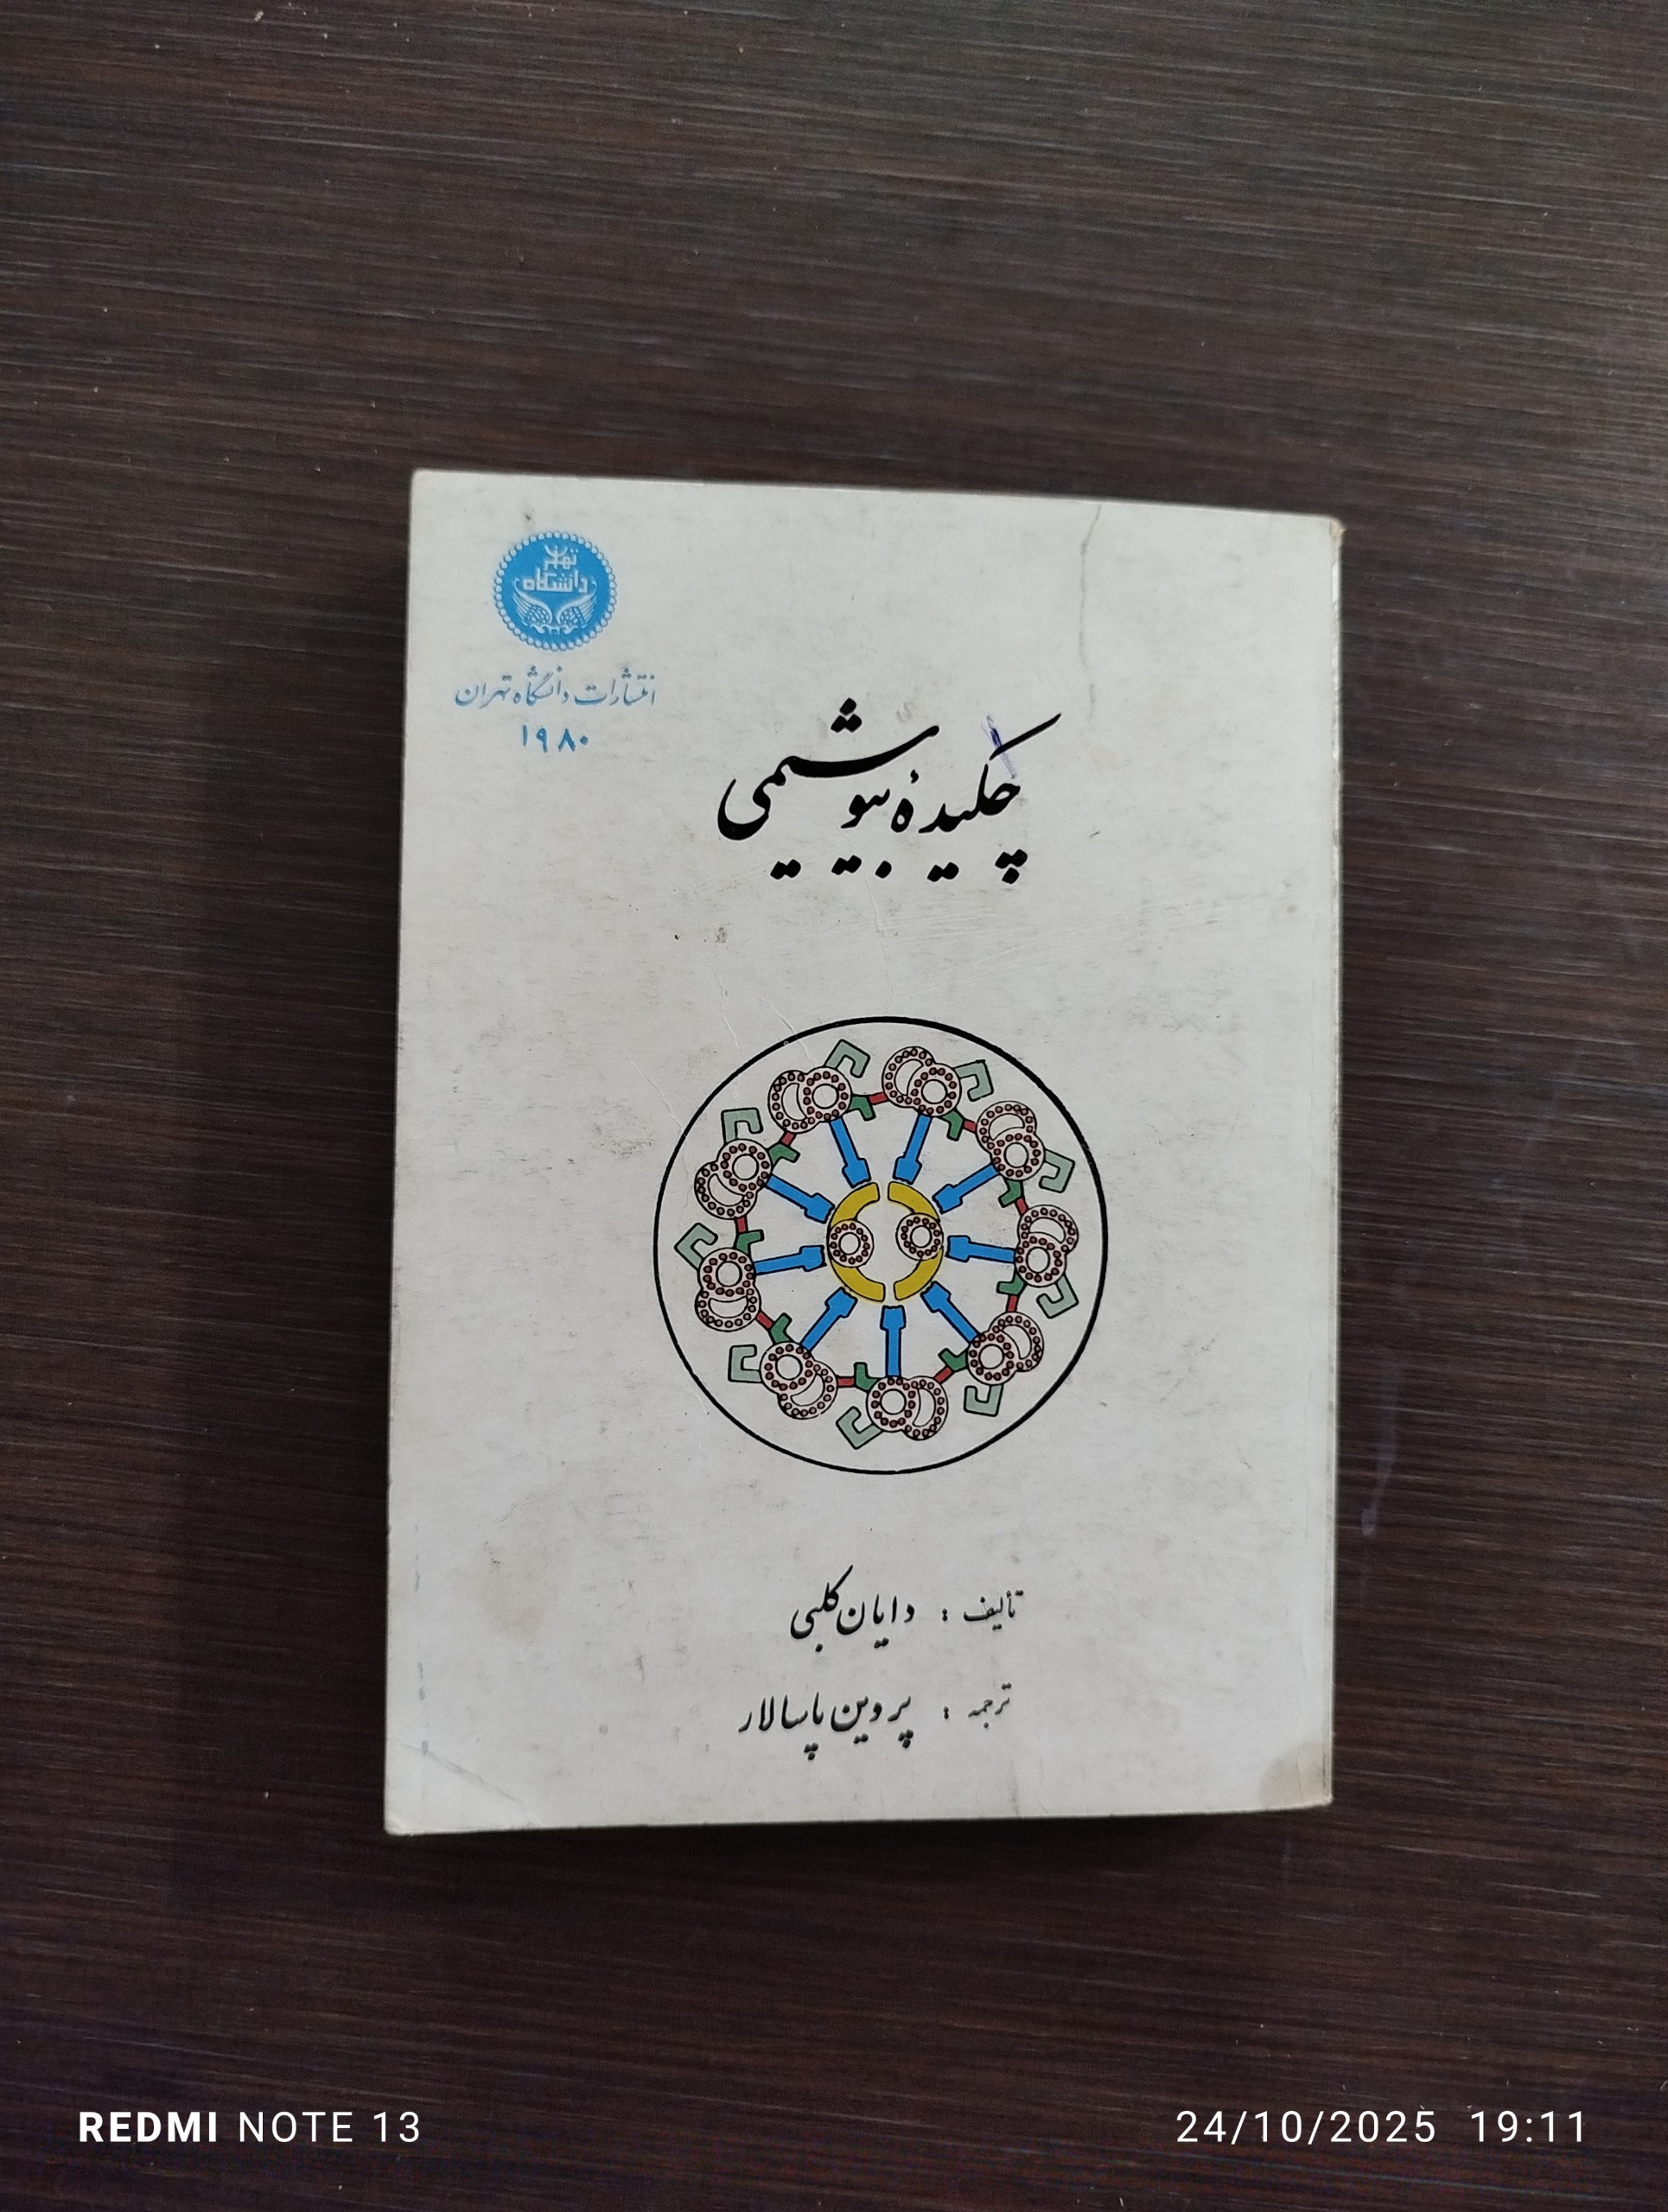 تهران
دانشگاه
انتشارات دانشگاه تهران
۱۹۸۰
چکیدهٔ بیوشیمی
تألیف : دایان کلبی
ترجمه : پروین پاسالار
REDMI NOTE 13
24/10/2025 19:11